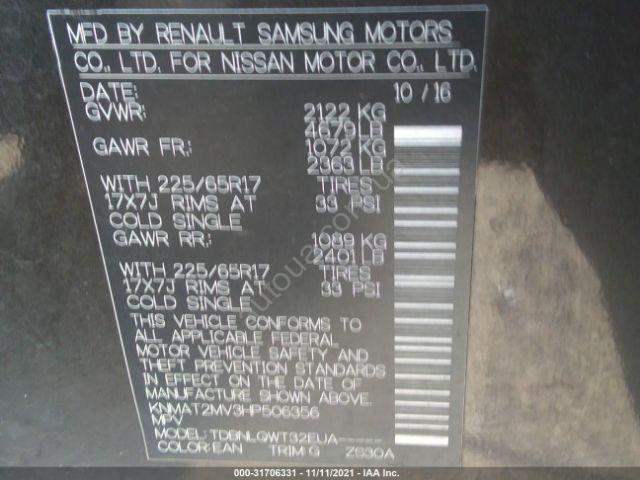 MFD BY RENAULT SAMSUNG MOTORS
CO., LTD. FOR NISSAN MOTOR CO., LTD.
DATE: 10 / 16
GVWR: 2122 KG
4679 LB
GAWR FR: 1072 KG
2363 LB
WITH 225/65R17 TIRES
17X7J RIMS AT 33 PSI
COLD SINGLE
GAWR RR: 1089 KG
2401 LB
WITH 225/65R17 TIRES
17X7J RIMS AT 33 PSI
COLD SINGLE
THIS VEHICLE CONFORMS TO
ALL APPLICABLE FEDERAL
MOTOR VEHICLE SAFETY AND
THEFT PREVENTION STANDARDS
IN EFFECT ON THE DATE OF
MANUFACTURE SHOWN ABOVE.
KNMAT2MV3HP506356
MPV
MODEL: TDBNLQWT32EUA-----
COLOR: EAN TRIM: G ZS30A
autoua.com.ua
000-31706331 - 11/11/2021 - IAA Inc.